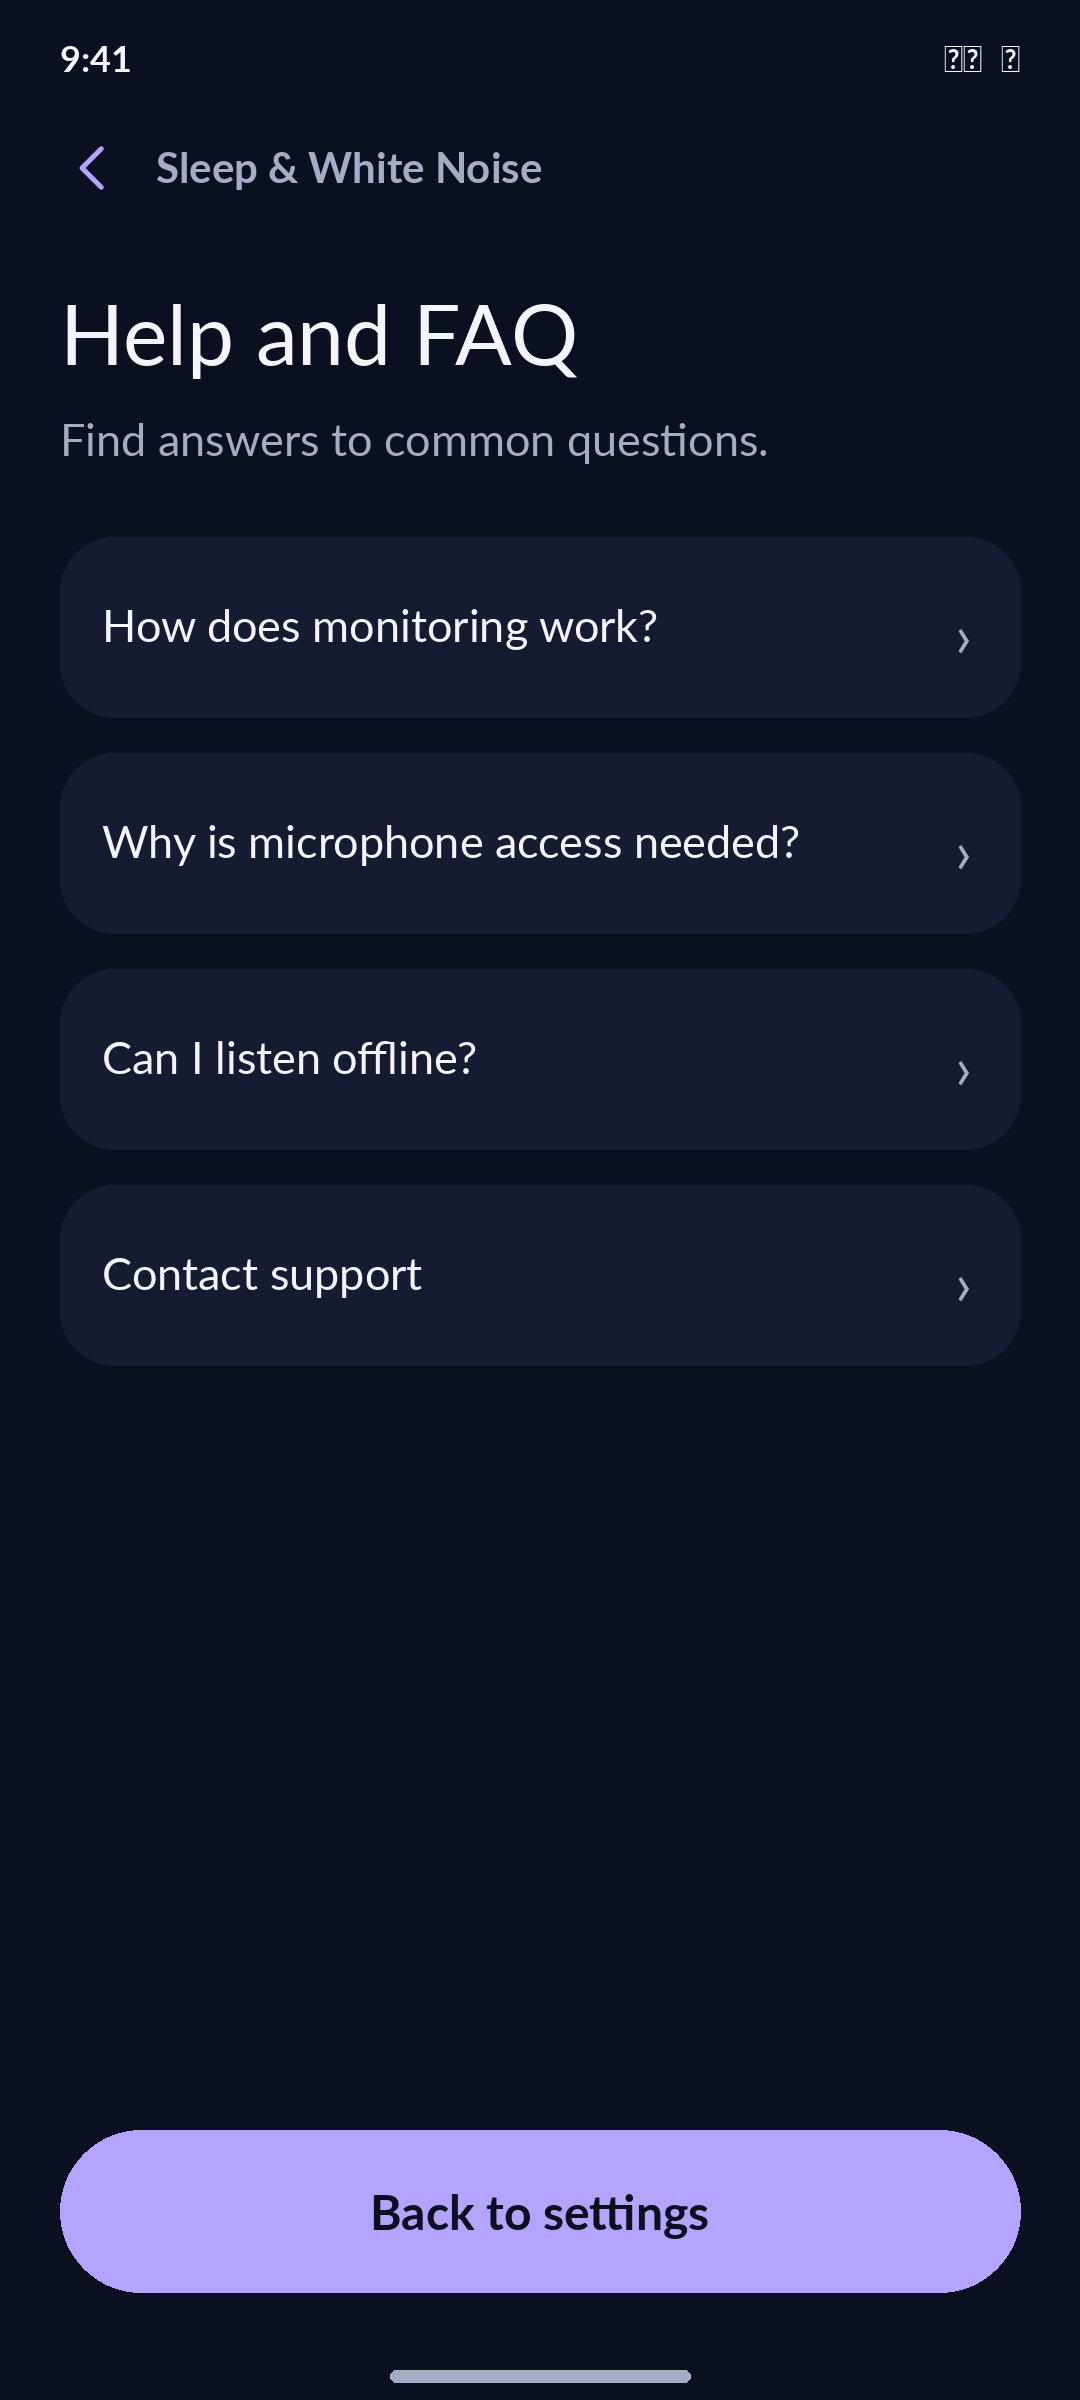 9:41
Sleep & White Noise
Help and FAQ
Find answers to common questions.
How does monitoring work?
Why is microphone access needed?
Can I listen offline?
Contact support
Back to settings